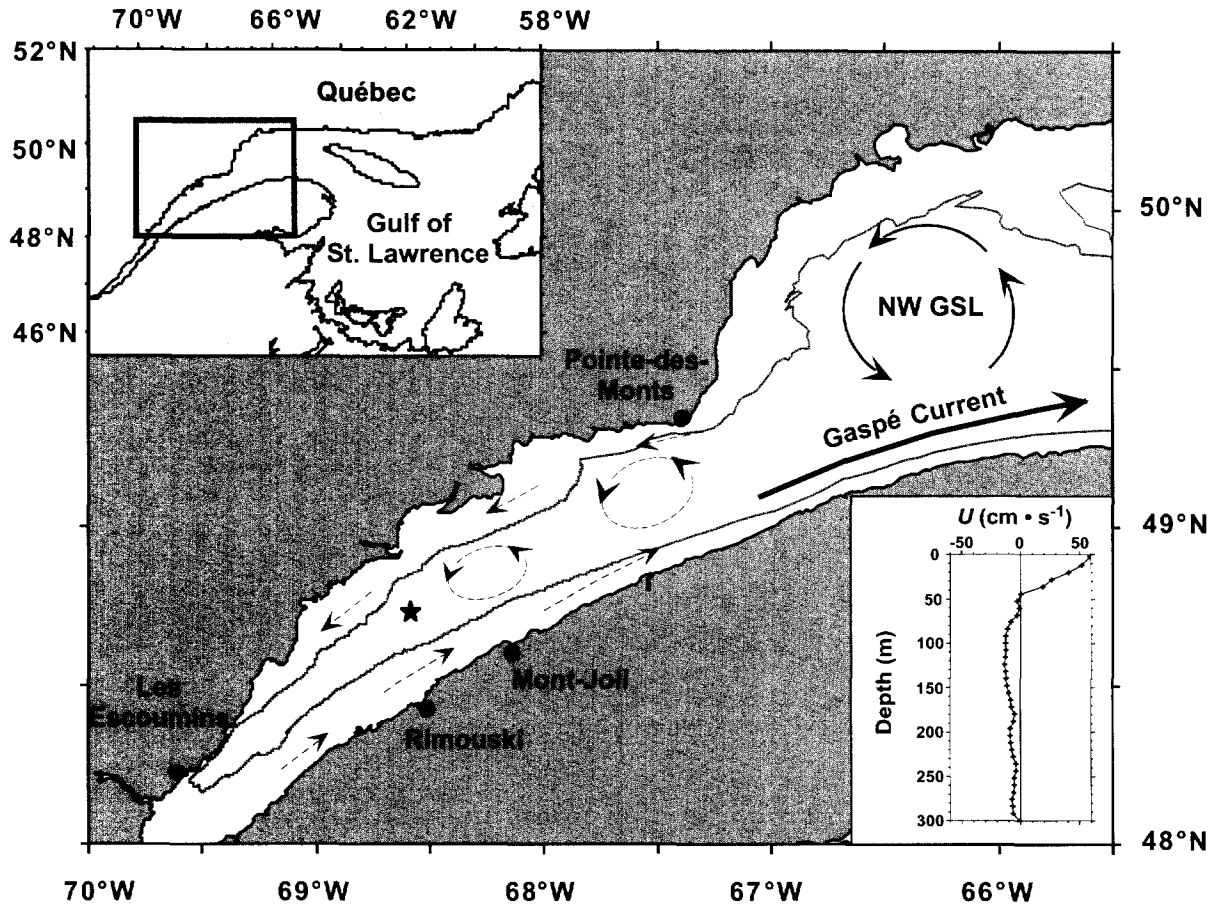 70°W 66°W 62°W 58°W
52°N
50°N
48°N
46°N
Québec
Gulf of
St. Lawrence
50°N
49°N
48°N
NW GSL
Gaspé Current
Pointe-des-
Monts
Les
Escoumins
Mont-Joli
Rimouski
U (cm • s-1)
-50 0 50
Depth (m)
0
50
100
150
200
250
300
70°W 69°W 68°W 67°W 66°W